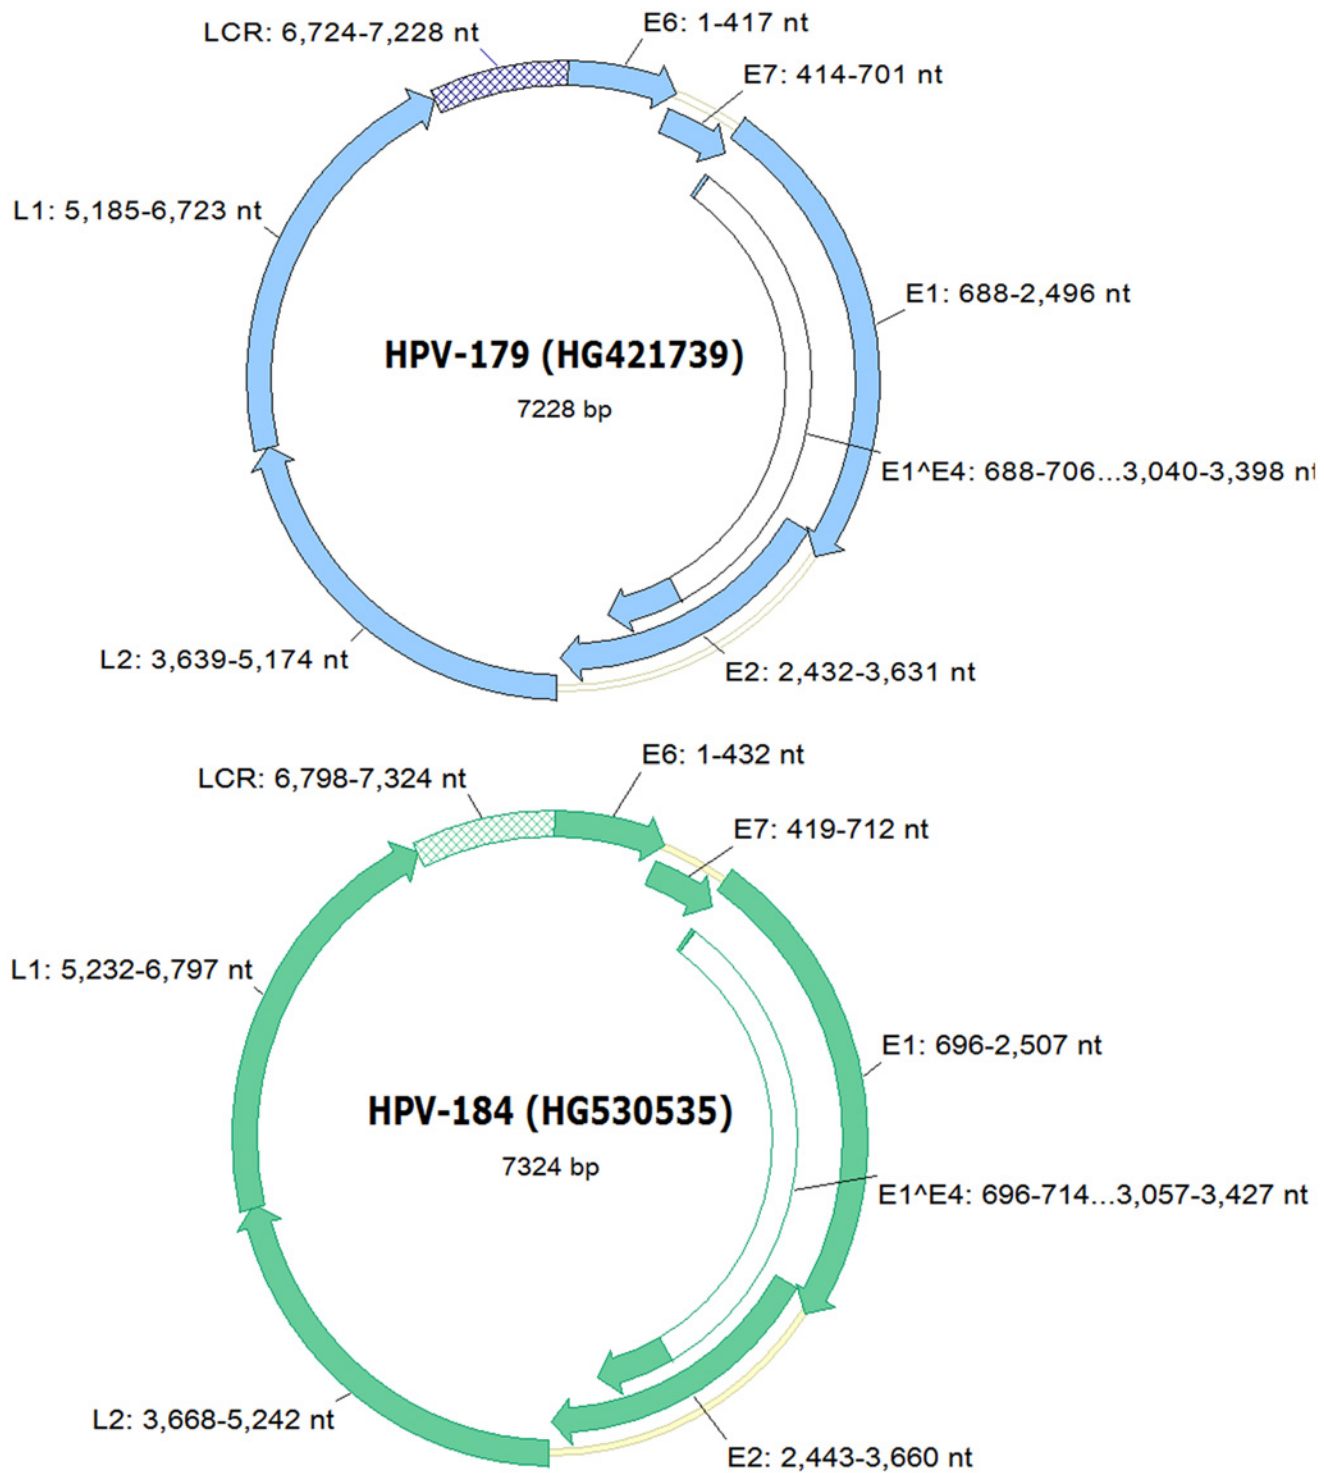 LCR: 6,724-7,228 nt
E6: 1-417 nt
E7: 414-701 nt
L1: 5,185-6,723 nt
E1: 688-2,496 nt
HPV-179 (HG421739)
7228 bp
E1^E4: 688-706...3,040-3,398 nt
L2: 3,639-5,174 nt
E2: 2,432-3,631 nt
LCR: 6,798-7,324 nt
E6: 1-432 nt
E7: 419-712 nt
L1: 5,232-6,797 nt
E1: 696-2,507 nt
HPV-184 (HG530535)
7324 bp
E1^E4: 696-714...3,057-3,427 nt
L2: 3,668-5,242 nt
E2: 2,443-3,660 nt